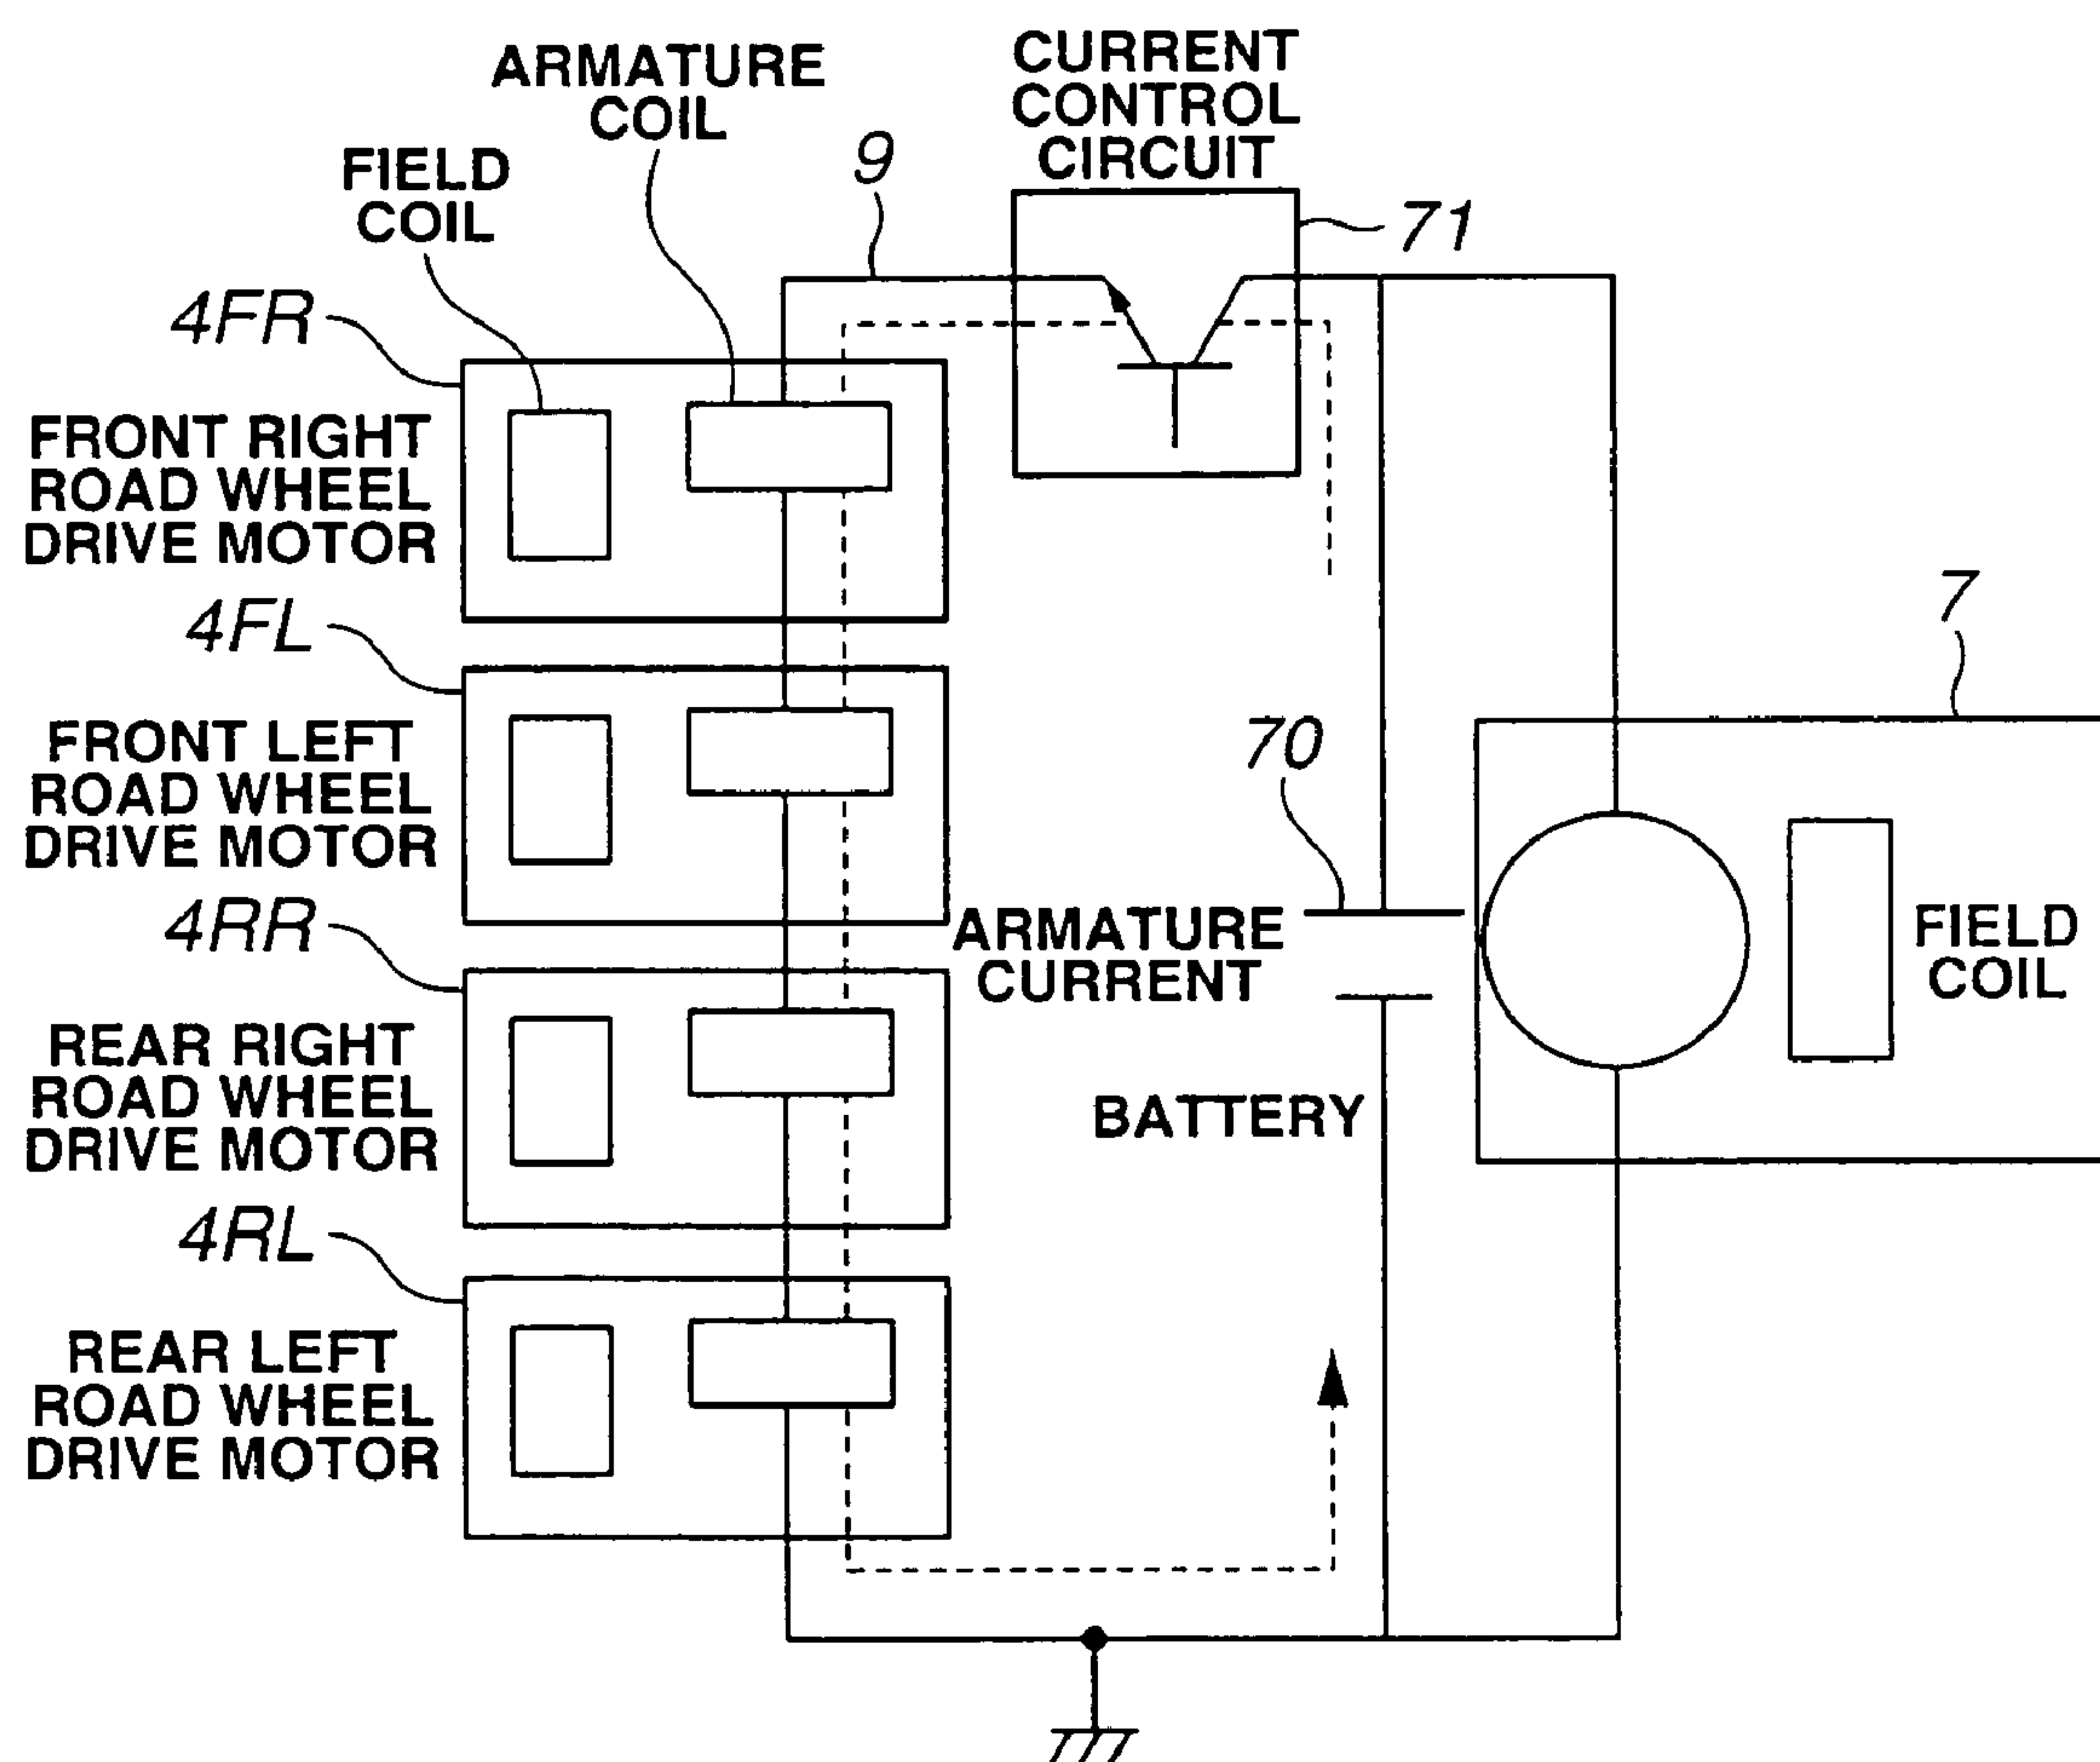 ARMATURE
COIL
CURRENT
CONTROL
CIRCUIT
FIELD
COIL
9
71
4FR
FRONT RIGHT
ROAD WHEEL
DRIVE MOTOR
4FL
FRONT LEFT
ROAD WHEEL
DRIVE MOTOR
7
70
4RR
ARMATURE
CURRENT
FIELD
COIL
REAR RIGHT
ROAD WHEEL
DRIVE MOTOR
BATTERY
4RL
REAR LEFT
ROAD WHEEL
DRIVE MOTOR